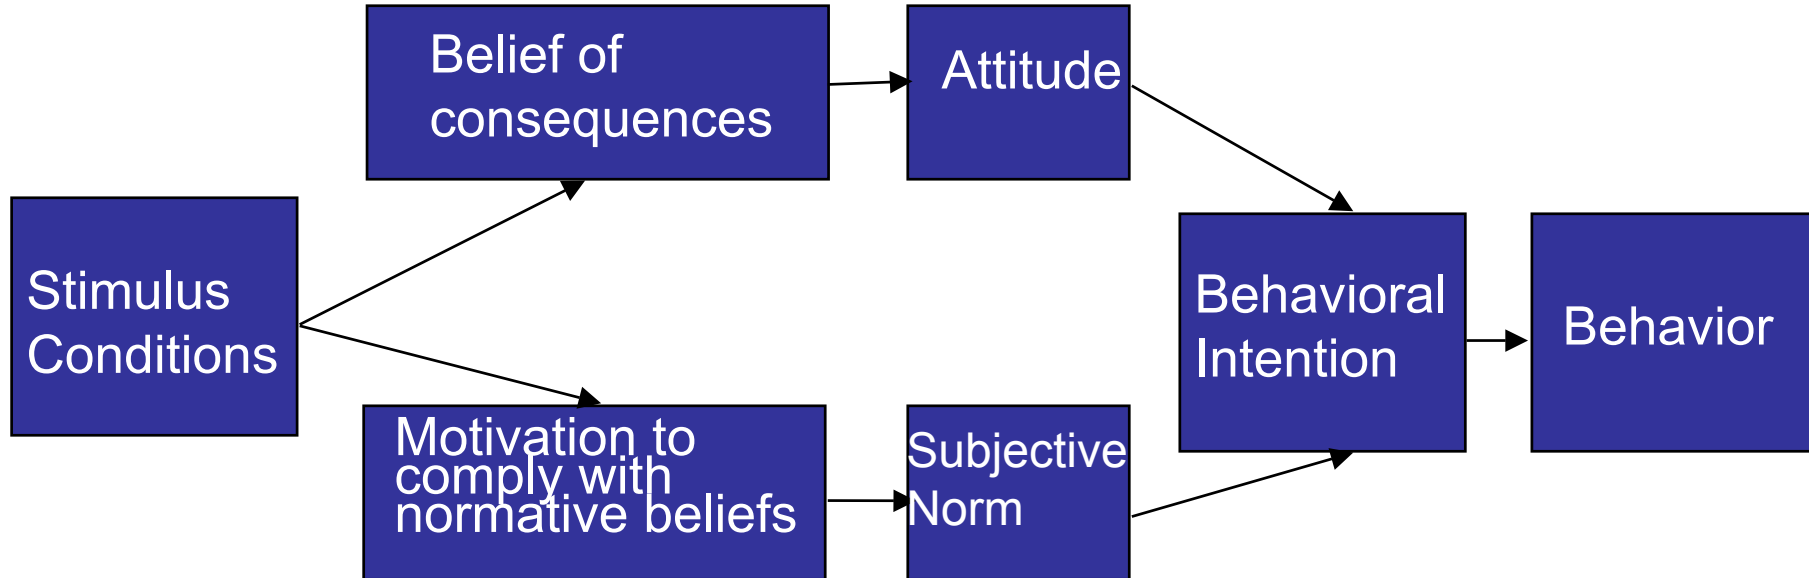 Belief of
consequences
Attitude
Stimulus
Conditions
Behavioral
Intention
Behavior
Motivation to
comply with
normative beliefs
Subjective
Norm